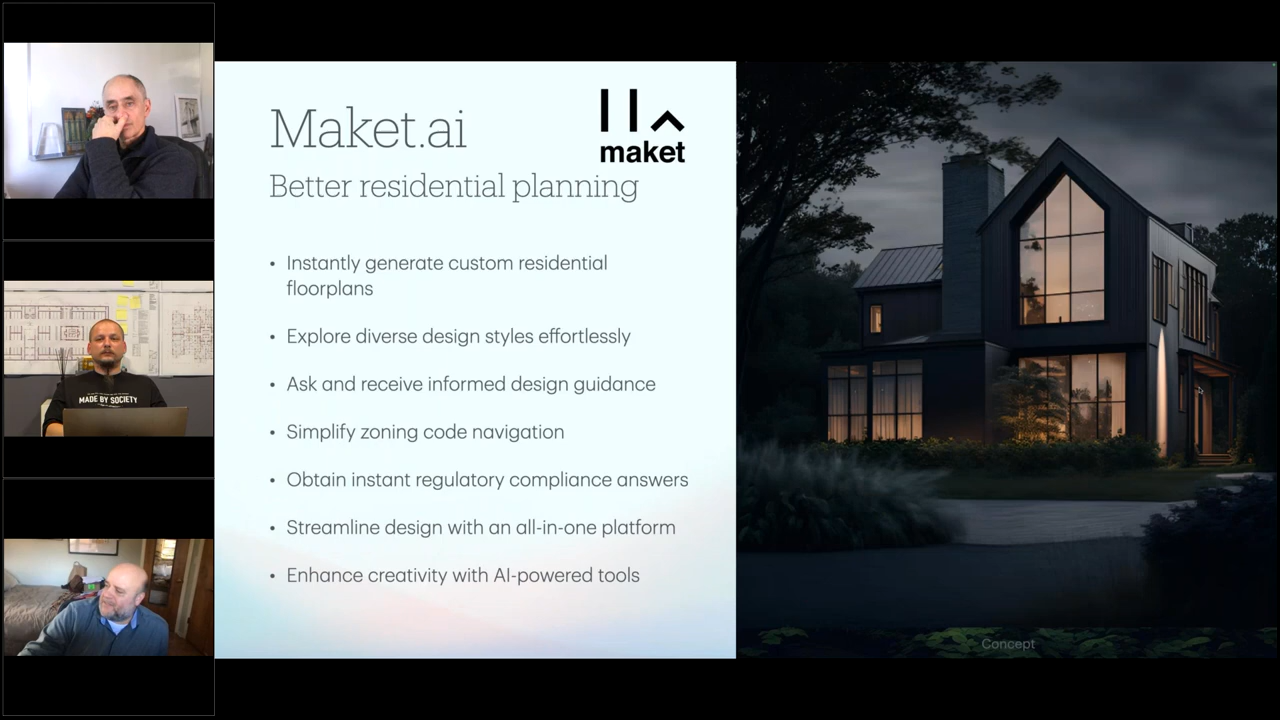 Maket.ai
maket
Better residential planning
• Instantly generate custom residential
floorplans
• Explore diverse design styles effortlessly
• Ask and receive informed design guidance
• Simplify zoning code navigation
• Obtain instant regulatory compliance answers
• Streamline design with an all-in-one platform
• Enhance creativity with AI-powered tools
Concept
MADE BY SOCIETY